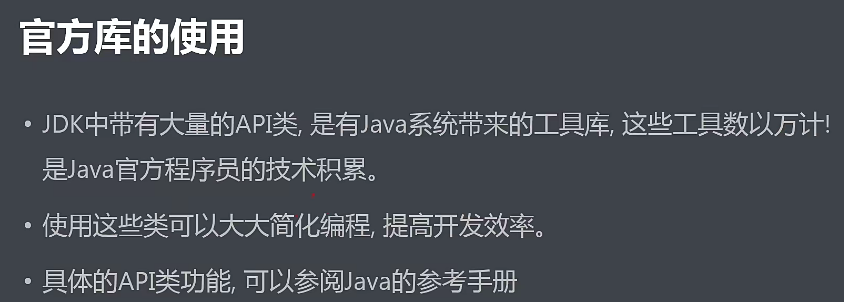 官方库的使用
• JDK中带有大量的API类, 是有Java系统带来的工具库, 这些工具数以万计!
是Java官方程序员的技术积累。
• 使用这些类可以大大简化编程, 提高开发效率。
• 具体的API类功能, 可以参阅Java的参考手册